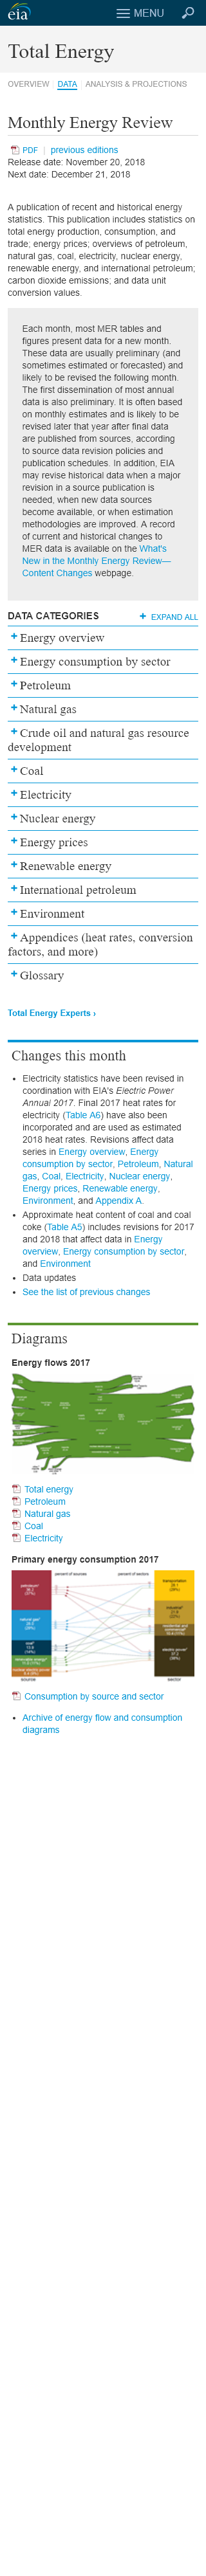 eia
MENU
Total Energy
OVERVIEW DATA ANALYSIS & PROJECTIONS
Monthly Energy Review
PDF | previous editions
Release date: November 20, 2018
Next date: December 21, 2018
A publication of recent and historical energy
statistics. This publication includes statistics on
total energy production, consumption, and
trade; energy prices; overviews of petroleum,
natural gas, coal, electricity, nuclear energy,
renewable energy, and international petroleum;
carbon dioxide emissions; and data unit
conversion values.
Each month, most MER tables and
figures present data for a new month.
These data are usually preliminary (and
sometimes estimated or forecasted) and
likely to be revised the following month.
The first dissemination of most annual
data is also preliminary. It is often based
on monthly estimates and is likely to be
revised later that year after final data
are published from sources, according
to source data revision policies and
publication schedules. In addition, EIA
may revise historical data when a major
revision in a source publication is
needed, when new data sources
become available, or when estimation
methodologies are improved. A record
of current and historical changes to
MER data is available on the What's
New in the Monthly Energy Review—
Content Changes webpage.
DATA CATEGORIES + EXPAND ALL
+ Energy overview
+ Energy consumption by sector
+ Petroleum
+ Natural gas
+ Crude oil and natural gas resource
development
+ Coal
+ Electricity
+ Nuclear energy
+ Energy prices
+ Renewable energy
+ International petroleum
+ Environment
+ Appendices (heat rates, conversion
factors, and more)
+ Glossary
Total Energy Experts ›
Changes this month
• Electricity statistics have been revised in
coordination with EIA's Electric Power
Annual 2017. Final 2017 heat rates for
electricity (Table A6) have also been
incorporated and are used as estimated
2018 heat rates. Revisions affect data
series in Energy overview, Energy
consumption by sector, Petroleum, Natural
gas, Coal, Electricity, Nuclear energy,
Energy prices, Renewable energy,
Environment, and Appendix A.
• Approximate heat content of coal and coal
coke (Table A5) includes revisions for 2017
and 2018 that affect data in Energy
overview, Energy consumption by sector,
and Environment
• Data updates
• See the list of previous changes
Diagrams
Energy flows 2017
Total energy
Petroleum
Natural gas
Coal
Electricity
Primary energy consumption 2017
percent of sources percent of sectors
source sector
Consumption by source and sector
• Archive of energy flow and consumption
diagrams